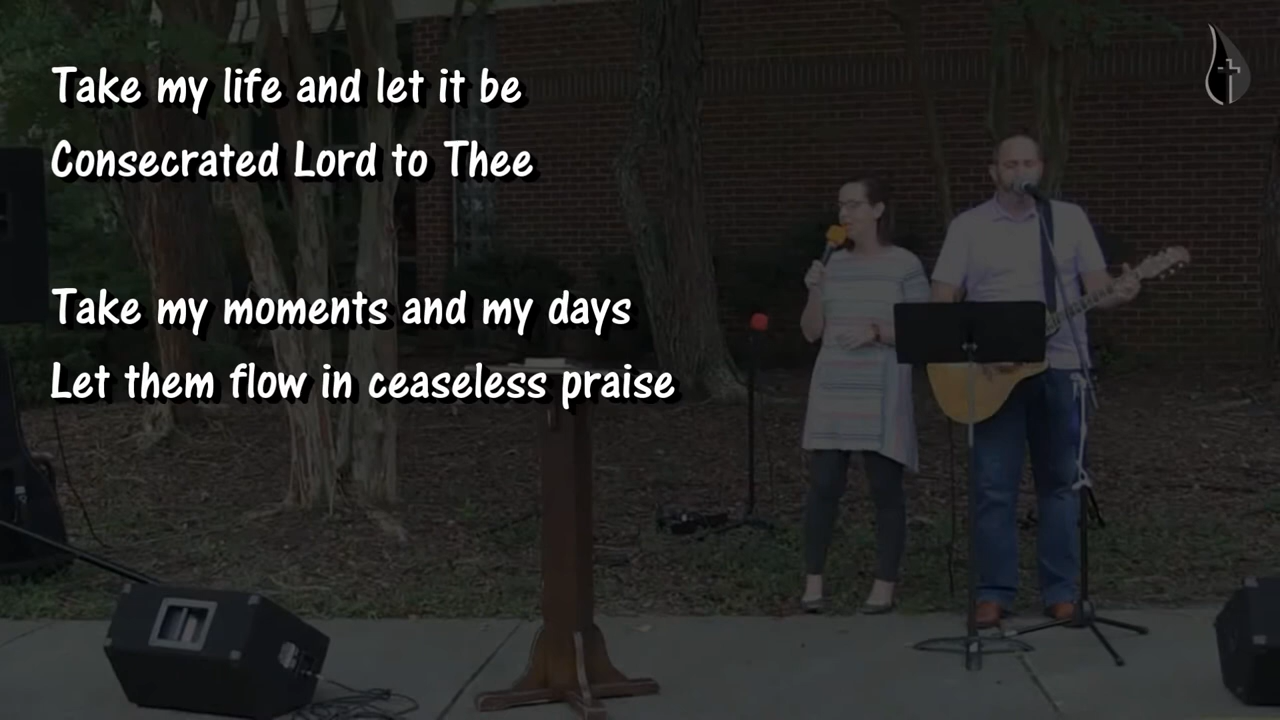 Take my life and let it be
Consecrated Lord to Thee
Take my moments and my days
Let them flow in ceaseless praise